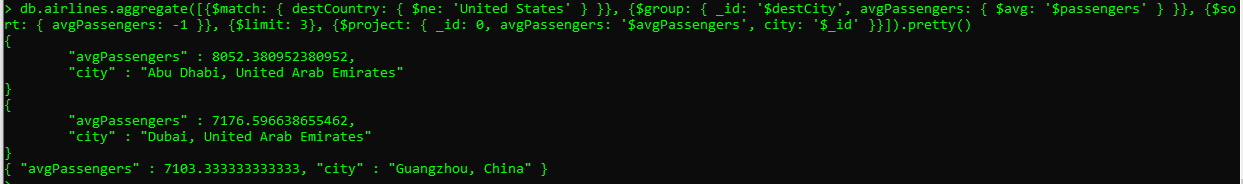 > db.airlines.aggregate([{$match: { destCountry: { $ne: 'United States' } }}, {$group: { _id: '$destCity', avgPassengers: { $avg: '$passengers' } }}, {$so
rt: { avgPassengers: -1 }}, {$limit: 3}, {$project: { _id: 0, avgPassengers: '$avgPassengers', city: '$_id' }}]).pretty()
{
        "avgPassengers" : 8052.380952380952,
        "city" : "Abu Dhabi, United Arab Emirates"
}
{
        "avgPassengers" : 7176.596638655462,
        "city" : "Dubai, United Arab Emirates"
}
{ "avgPassengers" : 7103.333333333333, "city" : "Guangzhou, China" }
>